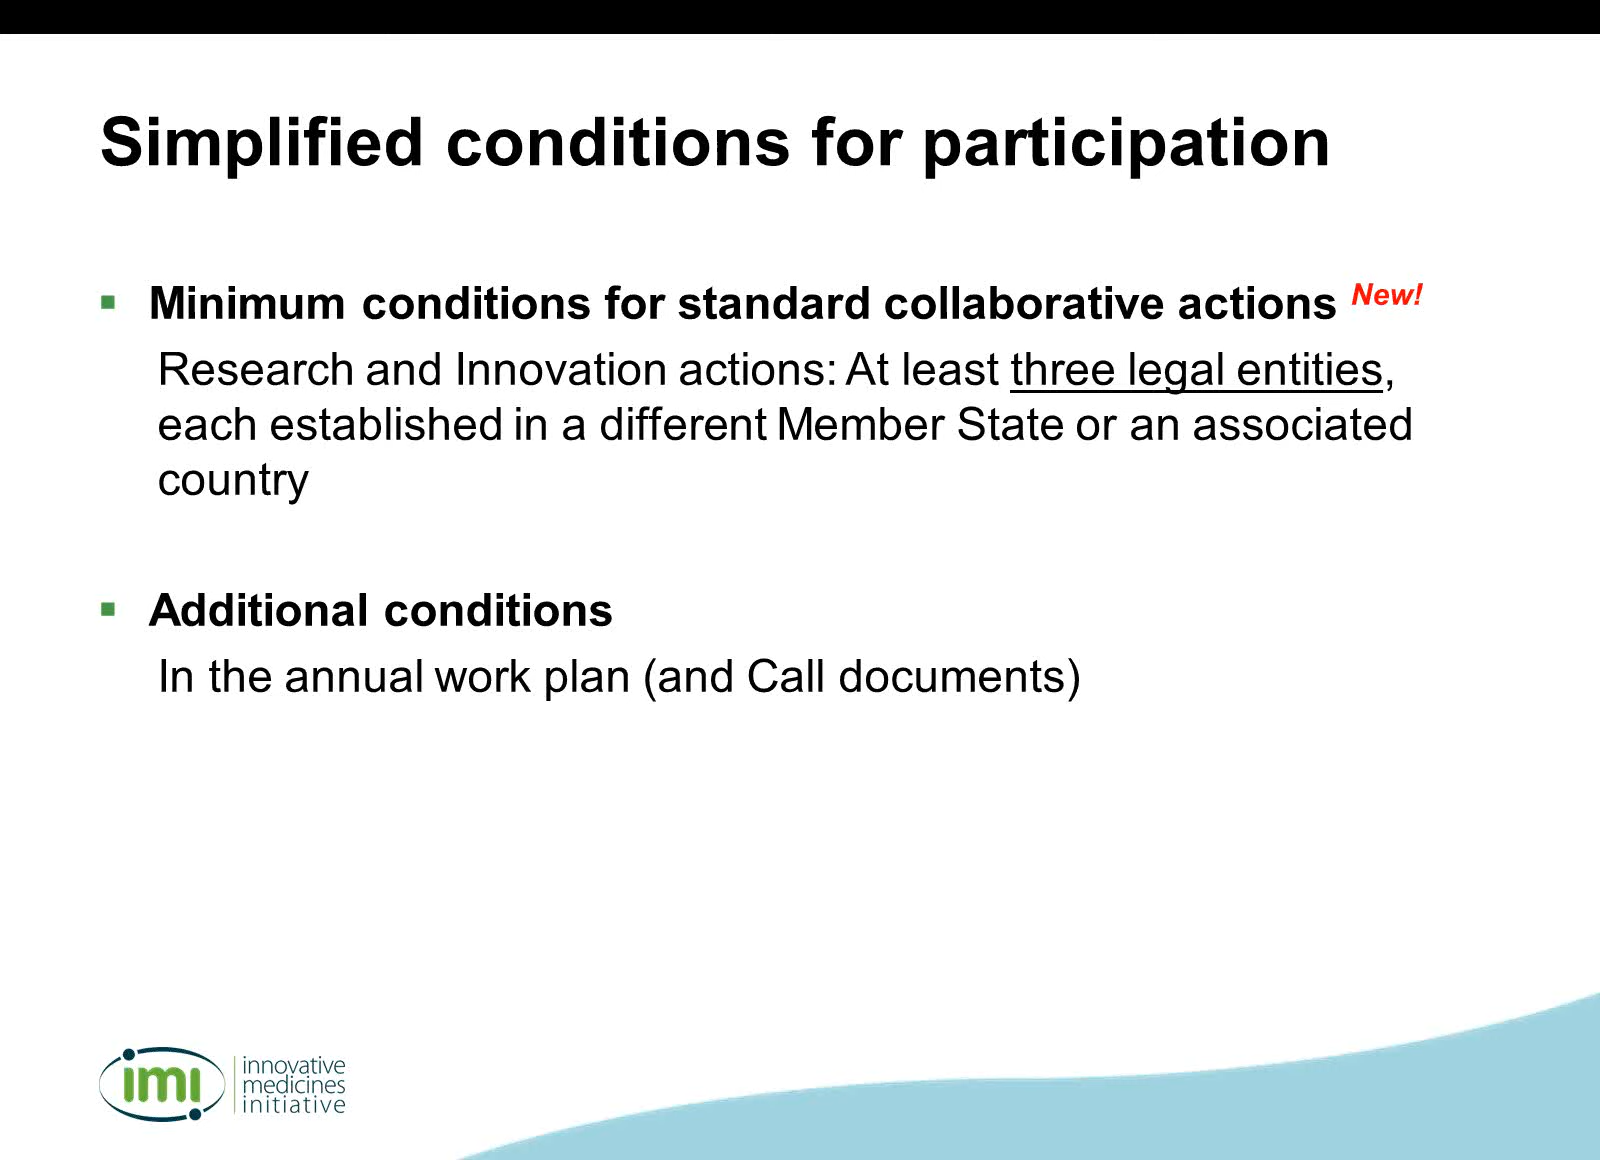 Simplified conditions for participation
▪ Minimum conditions for standard collaborative actions New!
Research and Innovation actions: At least three legal entities,
each established in a different Member State or an associated
country
▪ Additional conditions
In the annual work plan (and Call documents)
imi
innovative
medicines
initiative